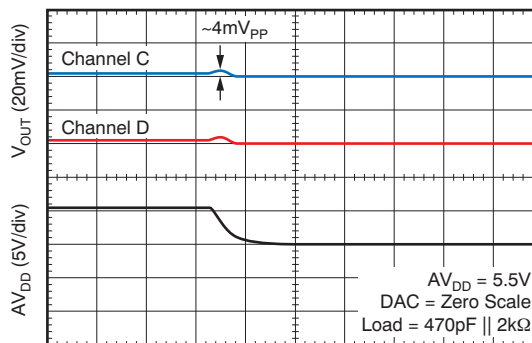 ~4mVPP
Channel C
Channel D
VOUT (20mV/div)
AVDD (5V/div)
AVDD = 5.5V
DAC = Zero Scale
Load = 470pF || 2kΩ